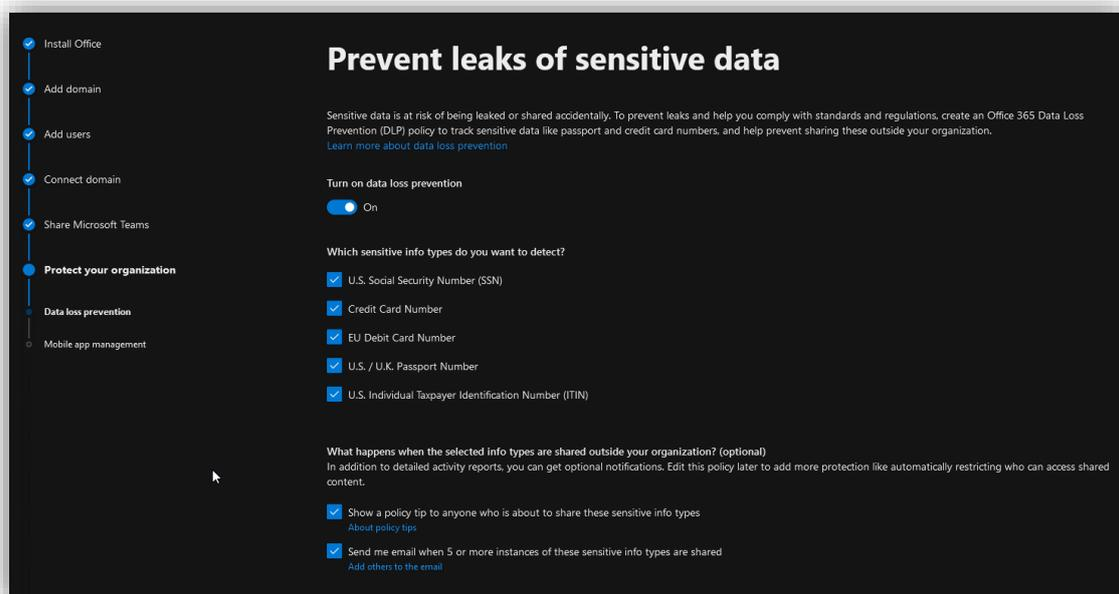 Install Office
Add domain
Add users
Connect domain
Share Microsoft Teams
Protect your organization
Data loss prevention
Mobile app management
Prevent leaks of sensitive data
Sensitive data is at risk of being leaked or shared accidentally. To prevent leaks and help you comply with standards and regulations, create an Office 365 Data Loss
Prevention (DLP) policy to track sensitive data like passport and credit card numbers, and help prevent sharing these outside your organization.
Learn more about data loss prevention
Turn on data loss prevention
On
Which sensitive info types do you want to detect?
U.S. Social Security Number (SSN)
Credit Card Number
EU Debit Card Number
U.S. / U.K. Passport Number
U.S. Individual Taxpayer Identification Number (ITIN)
What happens when the selected info types are shared outside your organization? (optional)
In addition to detailed activity reports, you can get optional notifications. Edit this policy later to add more protection like automatically restricting who can access shared
content.
Show a policy tip to anyone who is about to share these sensitive info types
About policy tips
Send me email when 5 or more instances of these sensitive info types are shared
Add others to the email